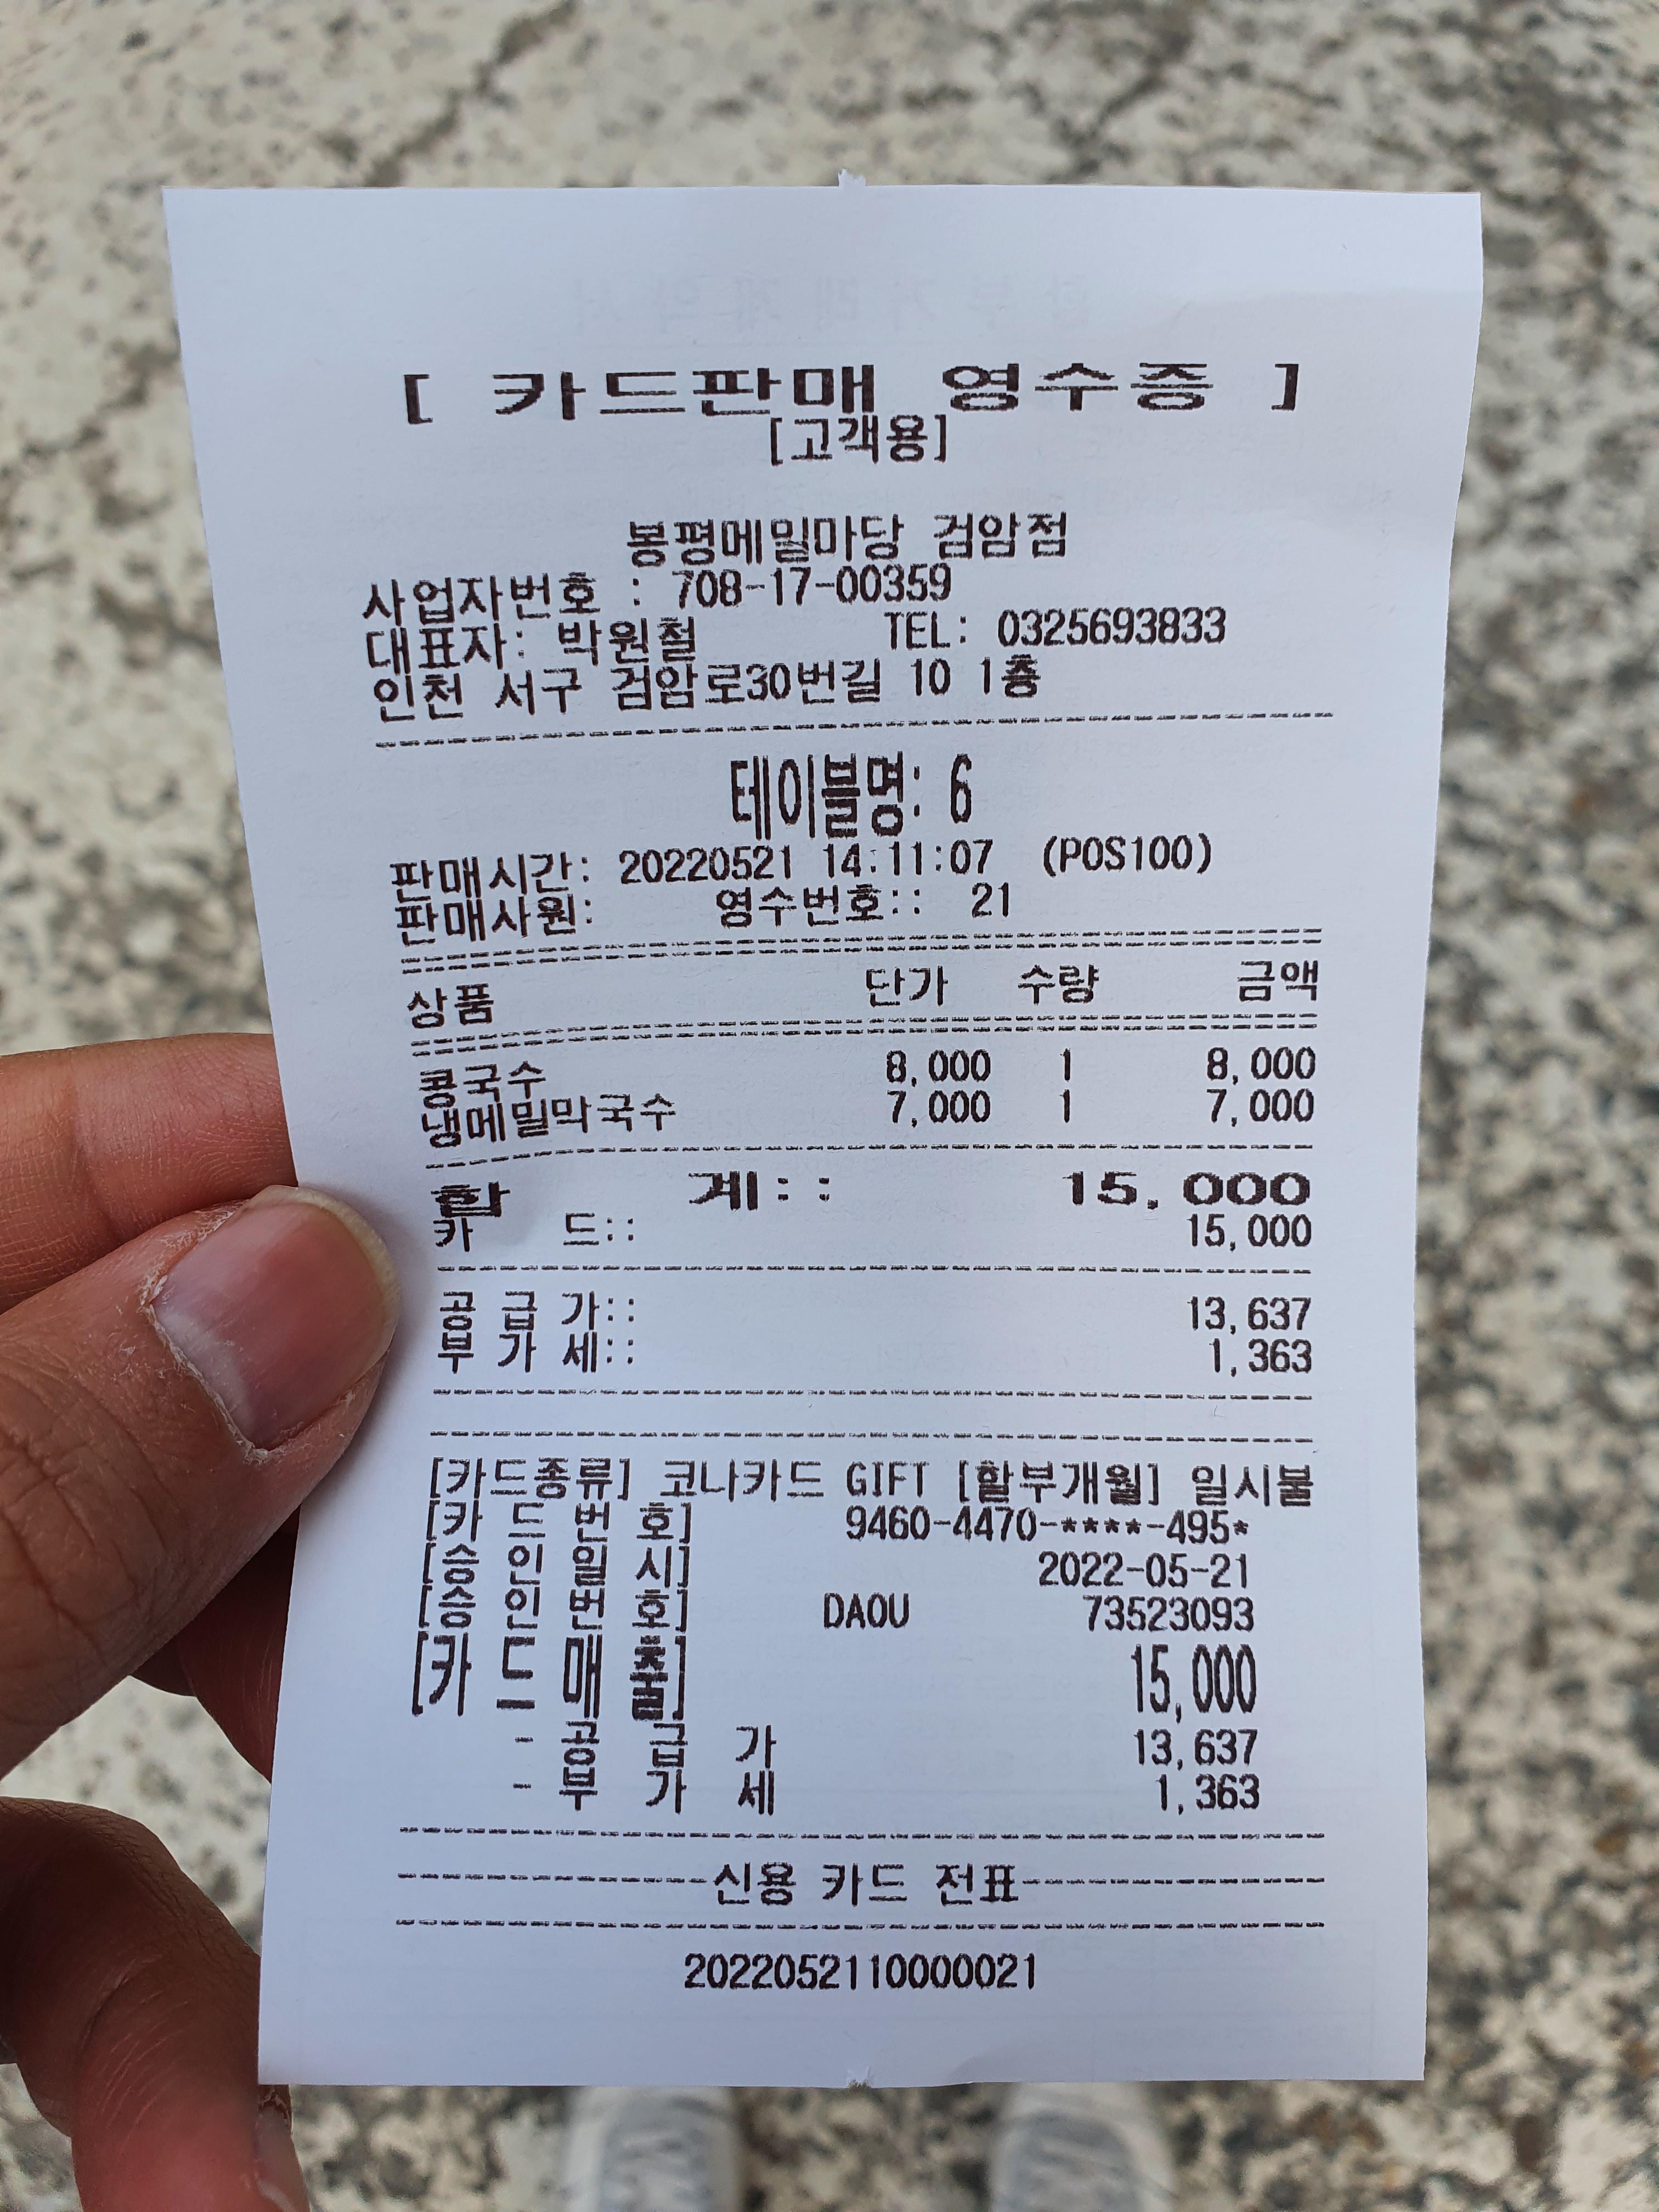 [ 카드판매 영수증 ]
[고객용]
봉평메밀마당 검암점
사업자번호 : 708-17-00359
대표자: 박원철 TEL: 0325693833
인천 서구 검암로30번길 10 1층
테이블명: 6
판매시간: 20220521 14:11:07 (POS100)
판매사원: 영수번호:: 21
상품 단가 수량 금액
콩국수 8,000 1 8,000
냉메밀막국수 7,000 1 7,000
합 계:: 15,000
카 드:: 15,000
공 급 가:: 13,637
부 가 세:: 1,363
[카드종류] 코나카드 GIFT [할부개월] 일시불
[카 드 번 호] 9460-4470-****-495*
[승 인 일 시] 2022-05-21
[승 인 번 호] DAOU 73523093
[카 드 매 출] 15,000
- 공 급 가 13,637
- 부 가 세 1,363
--------------신용 카드 전표--------------
2022052110000021